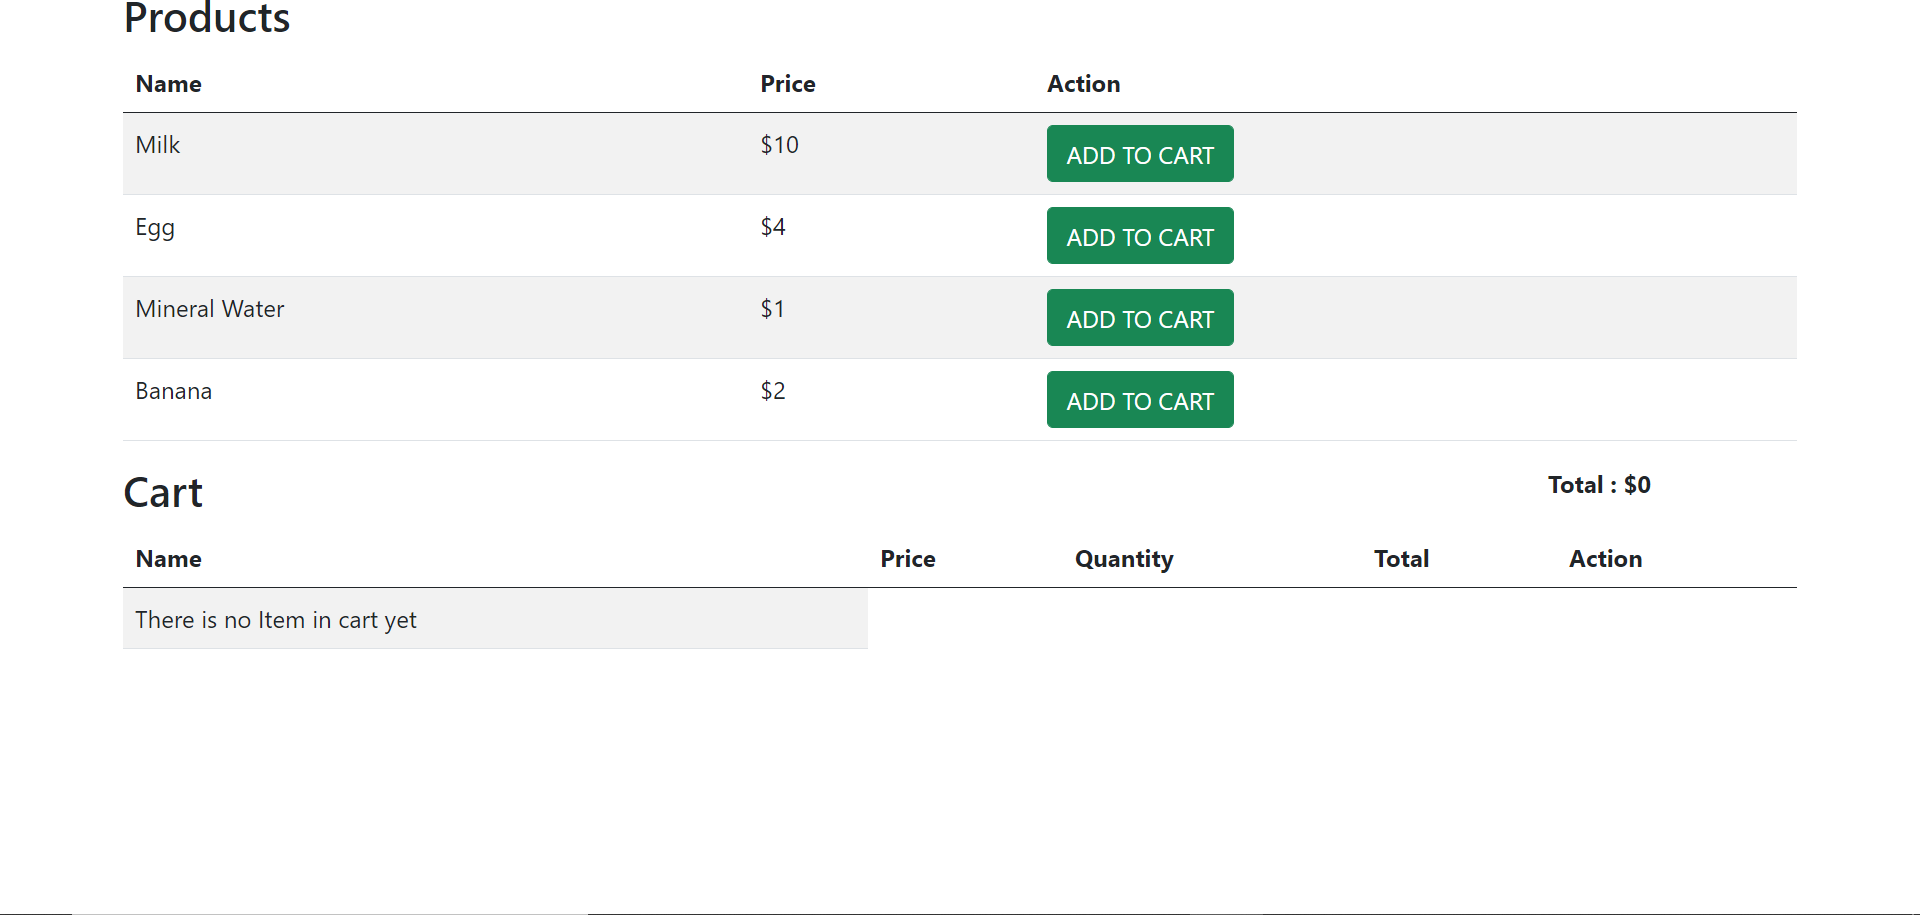 Products
Name Price Action
Milk $10 ADD TO CART
Egg $4 ADD TO CART
Mineral Water $1 ADD TO CART
Banana $2 ADD TO CART
Cart Total : $0
Name Price Quantity Total Action
There is no Item in cart yet